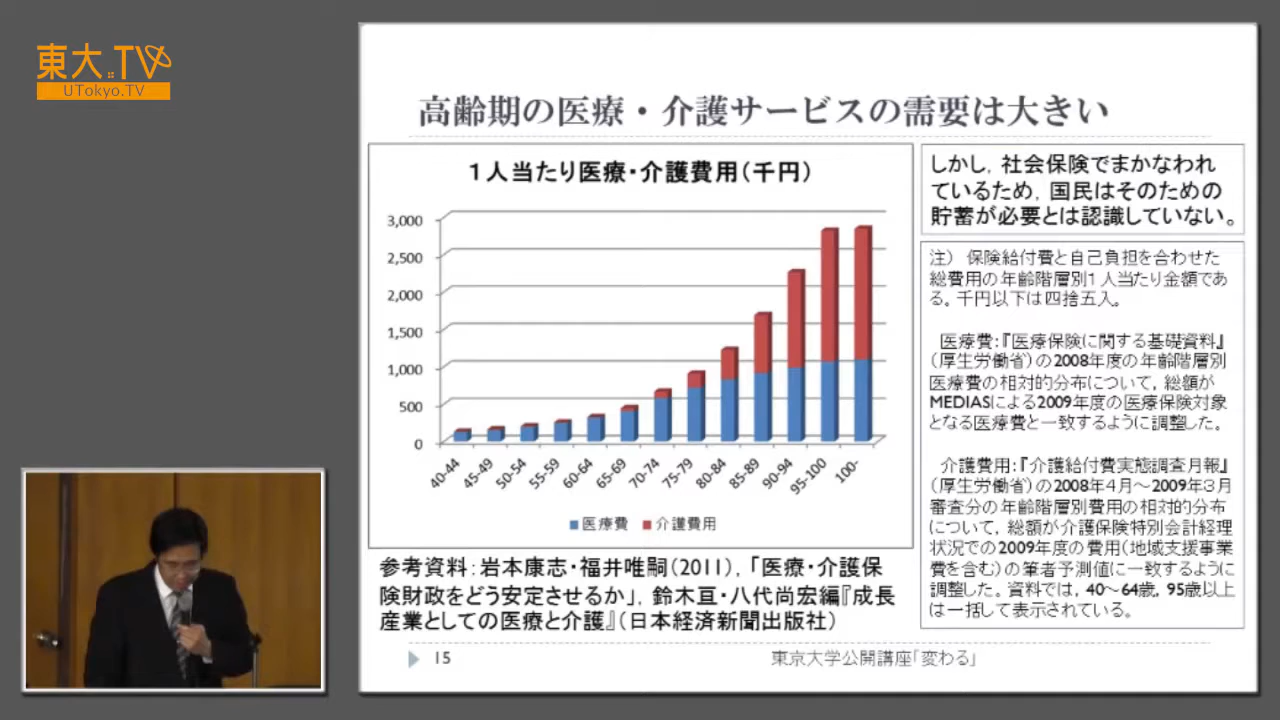 東大.TV
UTokyo.TV
高齢期の医療・介護サービスの需要は大きい
1人当たり医療・介護費用(千円)
3,000
2,500
2,000
1,500
1,000
500
0
40-44
45-49
50-54
55-59
60-64
65-69
70-74
75-79
80-84
85-89
90-94
95-100
100-
医療費
介護費用
しかし，社会保険でまかなわれ
ているため，国民はそのための
貯蓄が必要とは認識していない。
注） 保険給付費と自己負担を合わせた
総費用の年齢階層別1人当たり金額であ
る。千円以下は四捨五入。
医療費：『医療保険に関する基礎資料』
（厚生労働省）の2008年度の年齢階層別
医療費の相対的分布について，総額が
MEDIASによる2009年度の医療保険対象
となる医療費と一致するように調整した。
介護費用：『介護給付費実態調査月報』
（厚生労働省）の2008年4月～2009年3月
審査分の年齢階層別費用の相対的分布
について，総額が介護保険特別会計経理
状況での2009年度の費用（地域支援事業
費を含む）の筆者予測値に一致するように
調整した。資料では，40～64歳，95歳以上
は一括して表示されている。
参考資料：岩本康志・福井唯嗣（2011），「医療・介護保
険財政をどう安定させるか」，鈴木亘・八代尚宏編『成長
産業としての医療と介護』（日本経済新聞出版社）
15
東京大学公開講座「変わる」